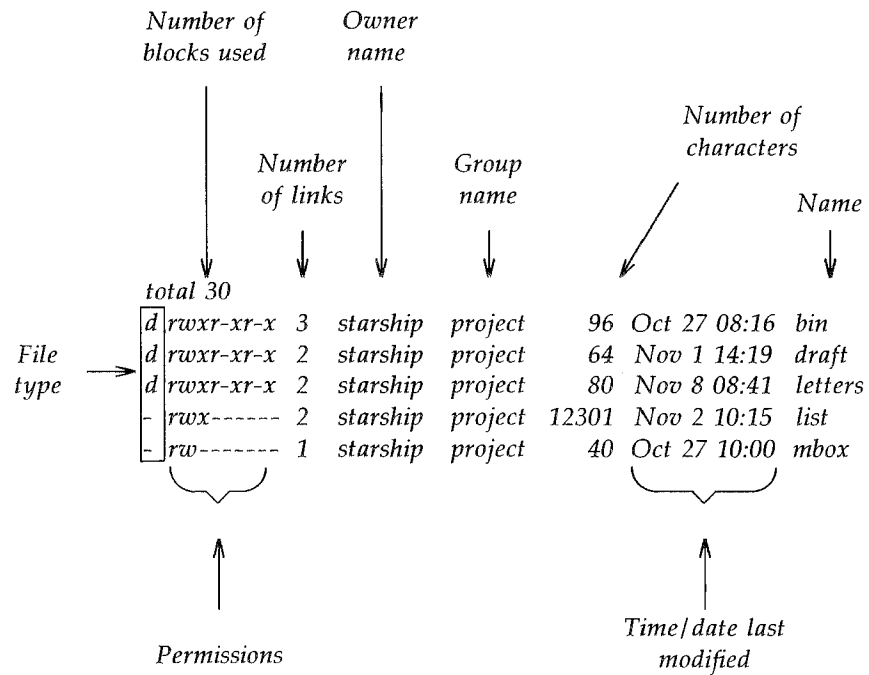 Number of
blocks used
Owner
name
Number of
characters
Number
of links
Group
name
Name
total 30
d rwxr-xr-x 3 starship project 96 Oct 27 08:16 bin
d rwxr-xr-x 2 starship project 64 Nov 1 14:19 draft
d rwxr-xr-x 2 starship project 80 Nov 8 08:41 letters
- rwx------ 2 starship project 12301 Nov 2 10:15 list
- rw------- 1 starship project 40 Oct 27 10:00 mbox
File
type
Permissions
Time/date last
modified